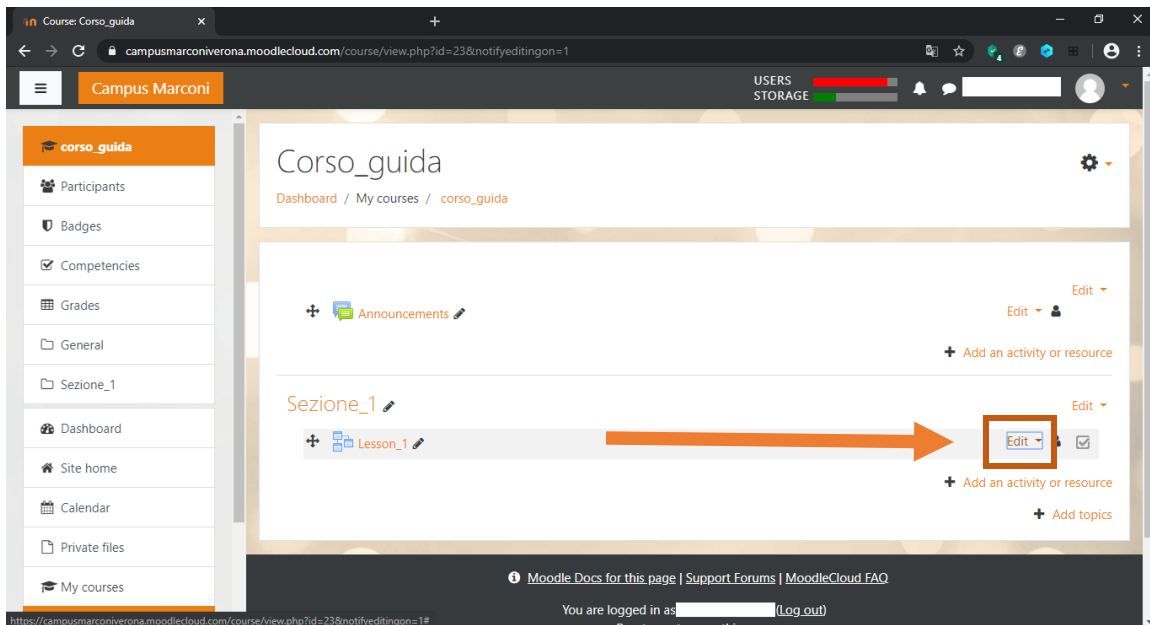 Course: Corso_guida
campusmarconiverona.moodlecloud.com/course/view.php?id=23&notifyeditingon=1
4
Campus Marconi
USERS
STORAGE
corso_guida
Participants
Badges
Competencies
Grades
General
Sezione_1
Dashboard
Site home
Calendar
Private files
My courses
Corso_guida
Dashboard / My courses / corso_guida
Edit
Announcements Edit
Add an activity or resource
Sezione_1 Edit
Lesson_1 Edit
Add an activity or resource
Add topics
Moodle Docs for this page | Support Forums | MoodleCloud FAQ
You are logged in as (Log out)
https://campusmarconiverona.moodlecloud.com/course/view.php?id=23&notifyeditingon=1#